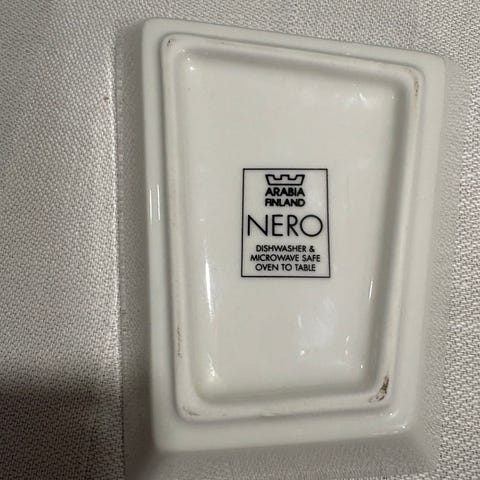 ARABIA
FINLAND
NERO
DISHWASHER &
MICROWAVE SAFE
OVEN TO TABLE